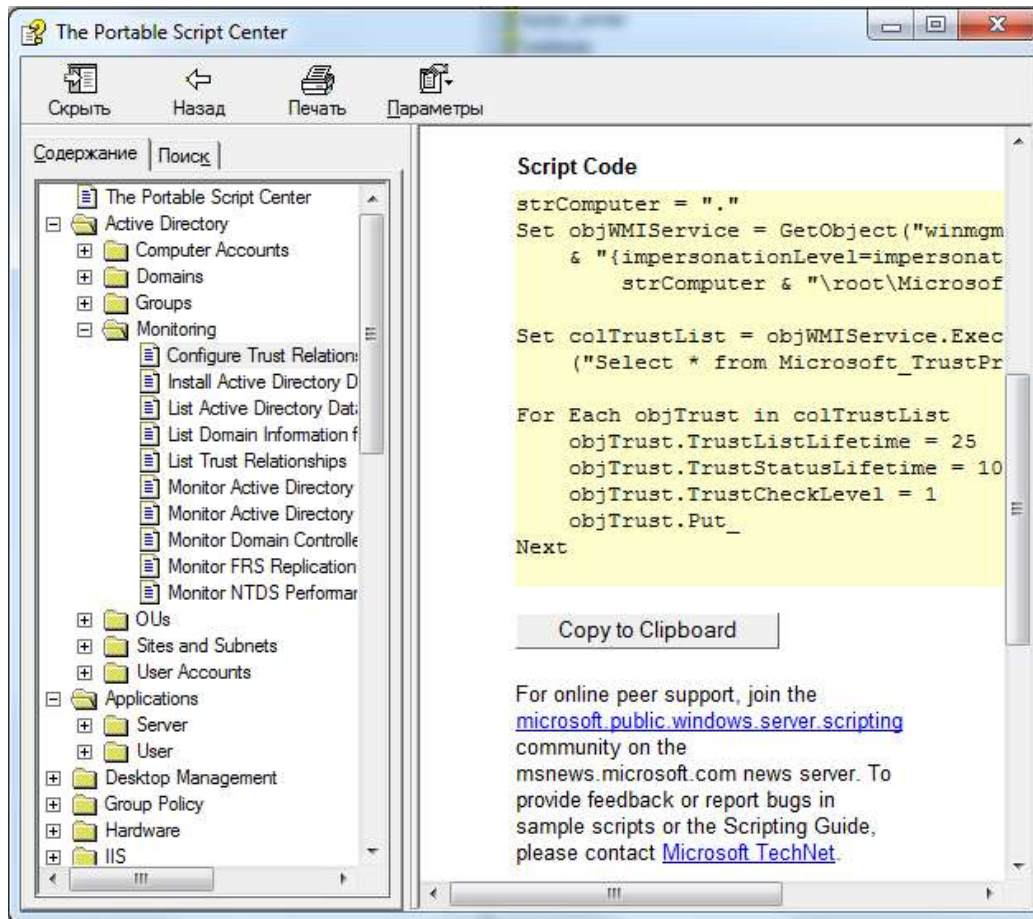 The Portable Script Center
Скрыть Назад Печать Параметры
Содержание Поиск
The Portable Script Center
Active Directory
Computer Accounts
Domains
Groups
Monitoring
Configure Trust Relations
Install Active Directory D
List Active Directory Data
List Domain Information f
List Trust Relationships
Monitor Active Directory
Monitor Active Directory
Monitor Domain Controlle
Monitor FRS Replication
Monitor NTDS Performan
OUs
Sites and Subnets
User Accounts
Applications
Server
User
Desktop Management
Group Policy
Hardware
IIS
Script Code
strComputer = "."
Set objWMIService = GetObject("winmgm
& "{impersonationLevel=impersonat
strComputer & "\root\Microsof
Set colTrustList = objWMIService.Exec
("Select * from Microsoft_TrustPr
For Each objTrust in colTrustList
objTrust.TrustListLifetime = 25
objTrust.TrustStatusLifetime = 10
objTrust.TrustCheckLevel = 1
objTrust.Put_
Next
Copy to Clipboard
For online peer support, join the
microsoft.public.windows.server.scripting
community on the
msnews.microsoft.com news server. To
provide feedback or report bugs in
sample scripts or the Scripting Guide,
please contact Microsoft TechNet.